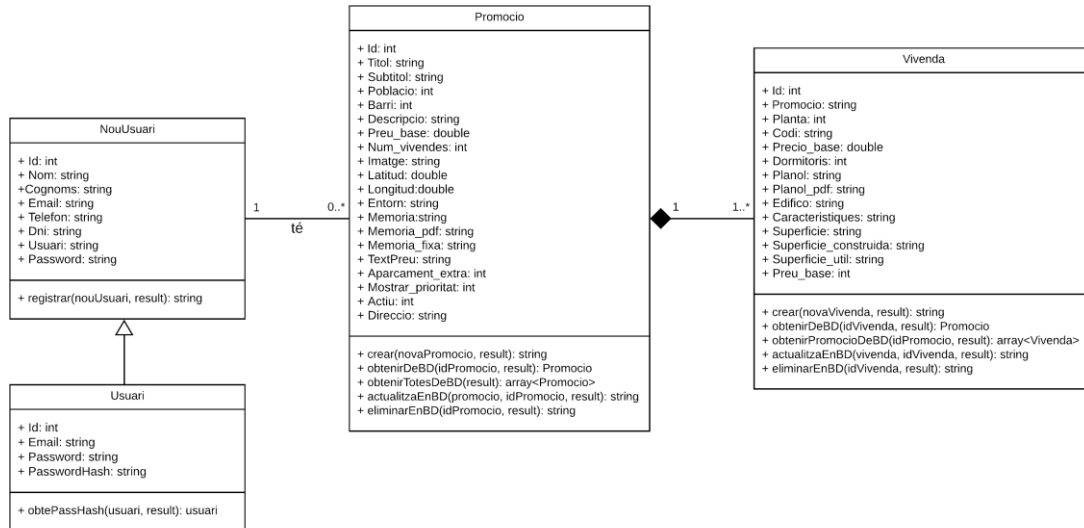 NouUsuari
+ Id: int
+ Nom: string
+Cognoms: string
+ Email: string
+ Telefon: string
+ Dni: string
+ Usuari: string
+ Password: string
+ registrar(nouUsuari, result): string
Usuari
+ Id: int
+ Email: string
+ Password: string
+ PasswordHash: string
+ obtePassHash(usuari, result): usuari
1
0..*
té
Promocio
+ Id: int
+ Titol: string
+ Subtitol: string
+ Poblacio: int
+ Barri: int
+ Descripcio: string
+ Preu_base: double
+ Num_vivendes: int
+ Imatge: string
+ Latitud: double
+ Longitud:double
+ Entorn: string
+ Memoria:string
+ Memoria_pdf: string
+ Memoria_fixa: string
+ TextPreu: string
+ Aparcament_extra: int
+ Mostrar_prioritat: int
+ Actiu: int
+ Direccio: string
+ crear(novaPromocio, result): string
+ obtenirDeBD(idPromocio, result): Promocio
+ obtenirTotesDeBD(result): array<Promocio>
+ actualitzaEnBD(promocio, idPromocio, result): string
+ eliminarEnBD(idPromocio, result): string
1
1..*
Vivenda
+ Id: int
+ Promocio: string
+ Planta: int
+ Codi: string
+ Precio_base: double
+ Dormitoris: int
+ Planol: string
+ Planol_pdf: string
+ Edifico: string
+ Caracteristiques: string
+ Superficie: string
+ Superficie_construida: string
+ Superficie_util: string
+ Preu_base: int
+ crear(novaVivenda, result): string
+ obtenirDeBD(idVivenda, result): Promocio
+ obtenirPromocioDeBD(idPromocio, result): array<Vivenda>
+ actualitzaEnBD(vivenda, idVivenda, result): string
+ eliminarEnBD(idVivenda, result): string